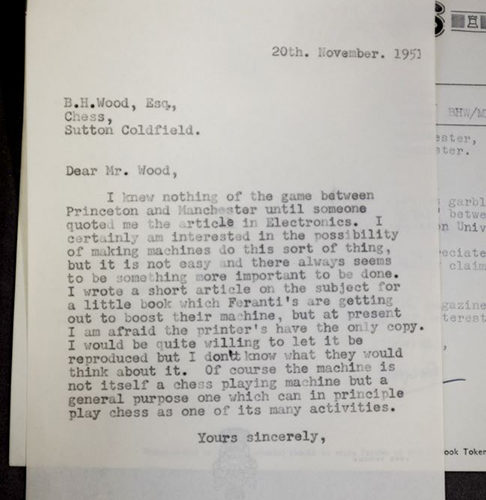 20th. November. 1951
B.H.Wood, Esq.,
Chess,
Sutton Coldfield.
Dear Mr. Wood,
I knew nothing of the game between
Princeton and Manchester until someone
quoted me the article in Electronics. I
certainly am interested in the possibility
of making machines do this sort of thing,
but it is not easy and there always seems
to be something more important to be done.
I wrote a short article on the subject for
a little book which Feranti's are getting
out to boost their machine, but at present
I am afraid the printer's have the only copy.
I would be quite willing to let it be
reproduced but I don't know what they would
think about it. Of course the machine is
not itself a chess playing machine but a
general purpose one which can in principle
play chess as one of its many activities.
Yours sincerely,
BHW/M
ester,
ster.
garbl
betwe
on Univ
reciate
claim
gazine
terest
ook Token